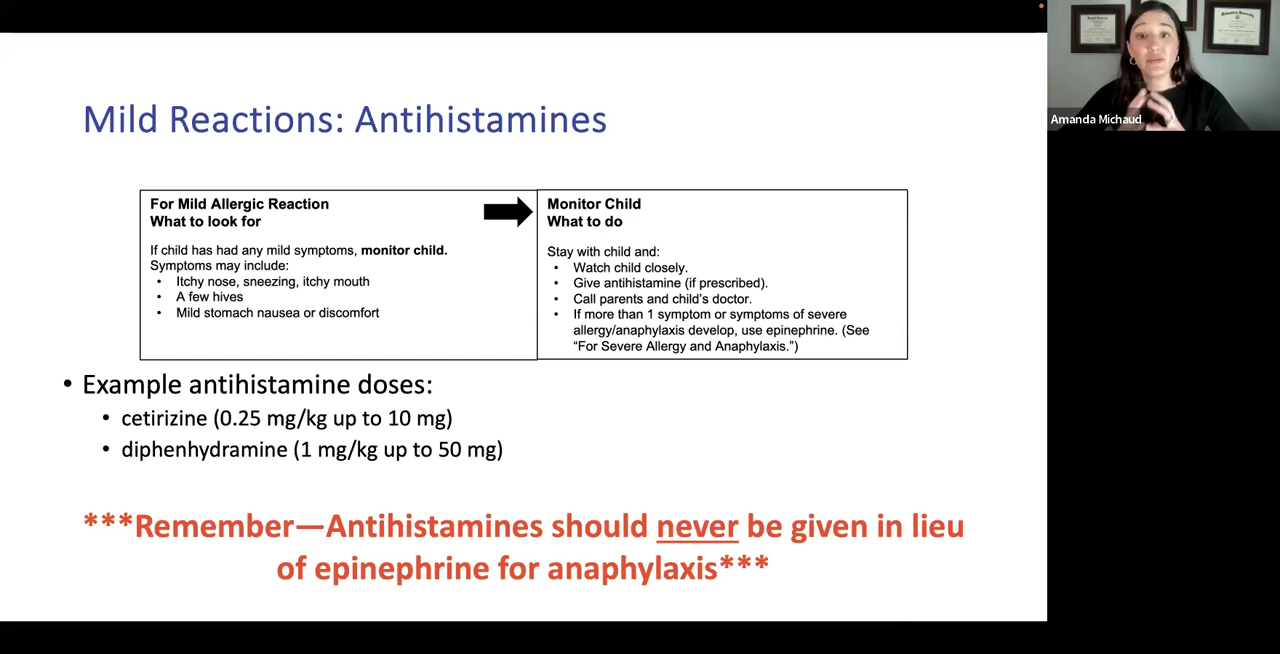 Mild Reactions: Antihistamines
For Mild Allergic Reaction
What to look for
If child has had any mild symptoms, monitor child.
Symptoms may include:
• Itchy nose, sneezing, itchy mouth
• A few hives
• Mild stomach nausea or discomfort
Monitor Child
What to do
Stay with child and:
• Watch child closely.
• Give antihistamine (if prescribed).
• Call parents and child’s doctor.
• If more than 1 symptom or symptoms of severe
allergy/anaphylaxis develop, use epinephrine. (See
“For Severe Allergy and Anaphylaxis.”)
• Example antihistamine doses:
• cetirizine (0.25 mg/kg up to 10 mg)
• diphenhydramine (1 mg/kg up to 50 mg)
***Remember—Antihistamines should never be given in lieu
of epinephrine for anaphylaxis***
Amanda Michaud